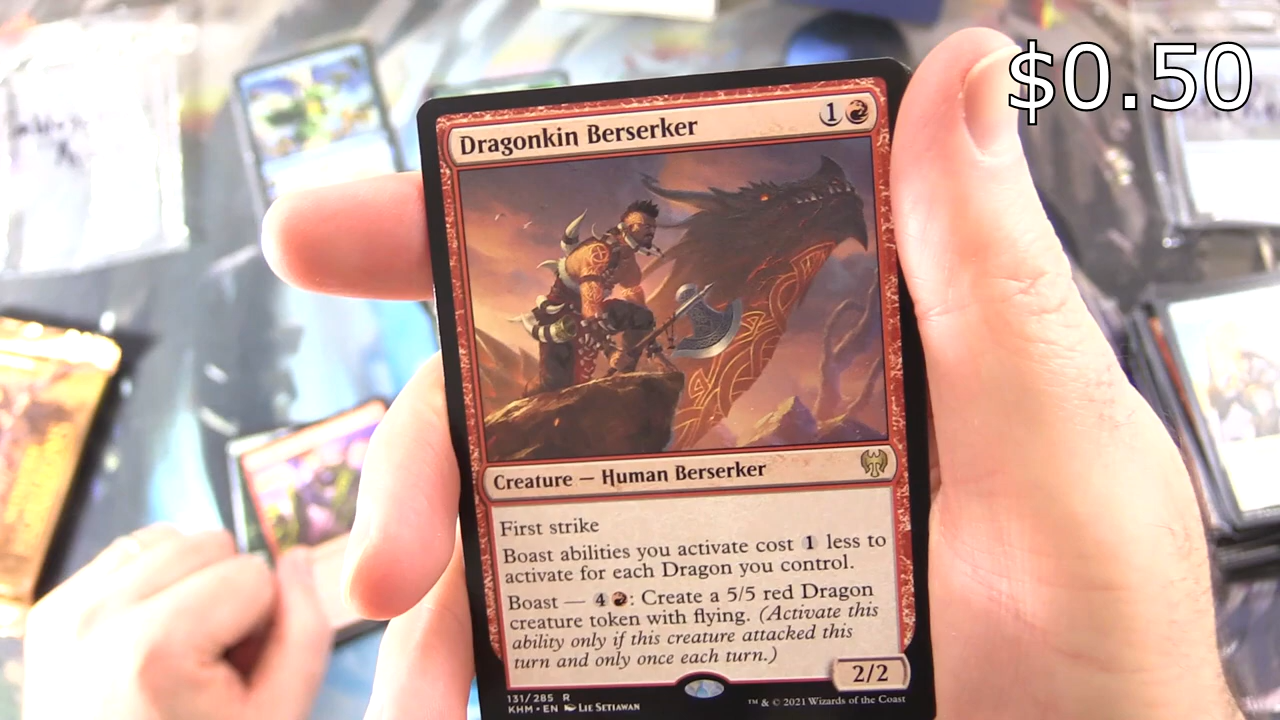 $0.50
Dragonkin Berserker
1
Creature — Human Berserker
First strike
Boast abilities you activate cost 1 less to
activate for each Dragon you control.
Boast — 4 : Create a 5/5 red Dragon
creature token with flying. (Activate this
ability only if this creature attacked this
turn and only once each turn.)
2/2
131/285 R
KHM • EN Lie Setiawan
™ & © 2021 Wizards of the Coast